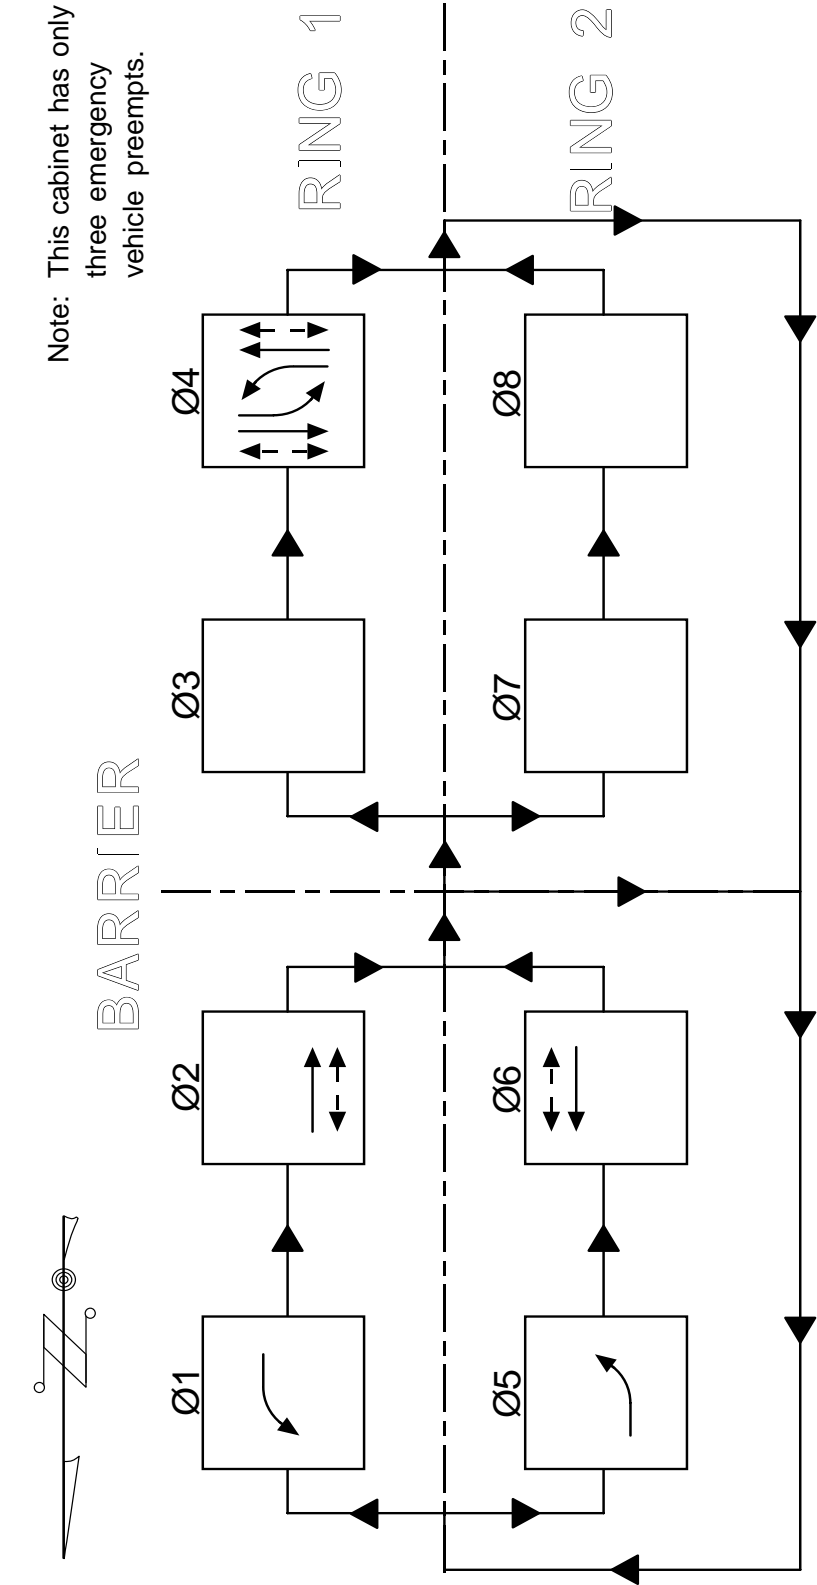 Note: This cabinet has only
three emergency
vehicle preempts.
BARRIER
RING 1
RING 2
Ø1
Ø2
Ø3
Ø4
Ø5
Ø6
Ø7
Ø8
N